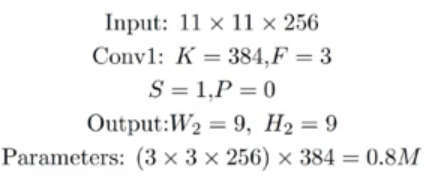 Input: 11 × 11 × 256
Conv1: K = 384,F = 3
S = 1,P = 0
Output:W₂ = 9, H₂ = 9
Parameters: (3 × 3 × 256) × 384 = 0.8M